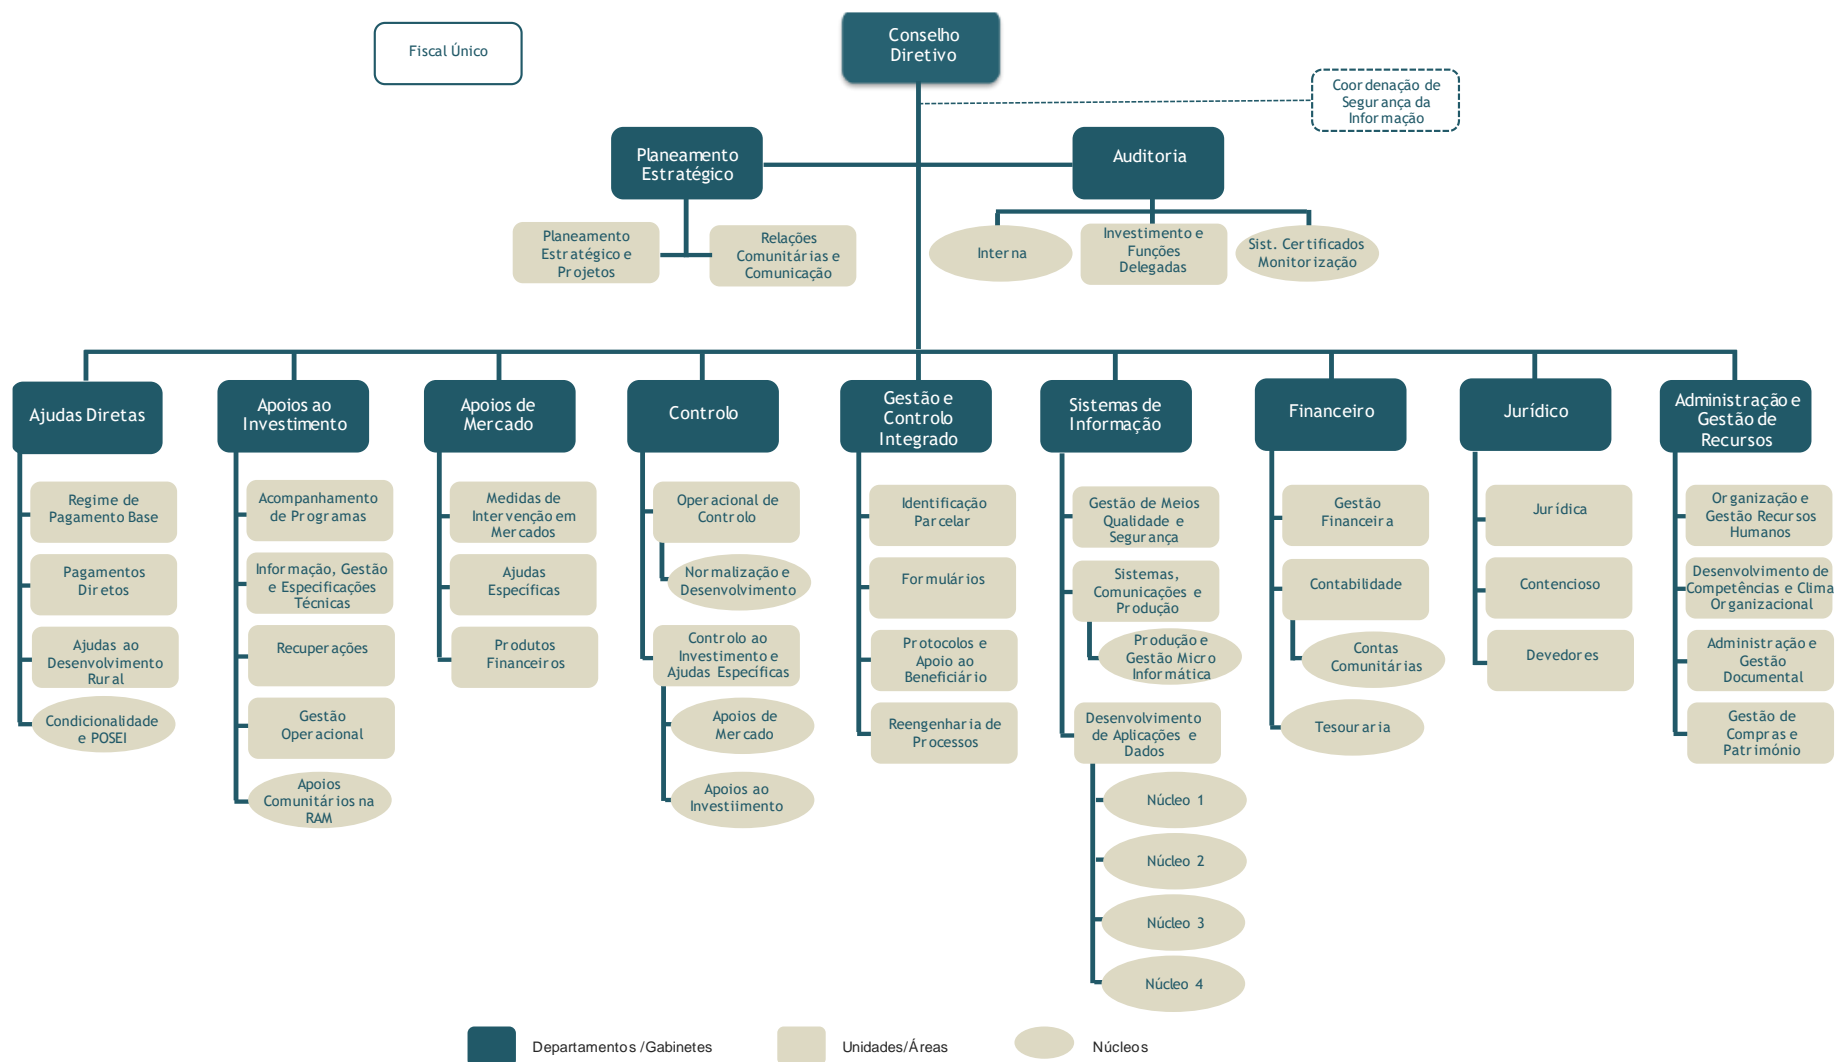 Fiscal Único
Conselho
Diretivo
Coordenação de
Segurança da
Informação
Planeamento
Estratégico
Auditoria
Planeamento
Estratégico e
Projetos
Relações
Comunitárias e
Comunicação
Interna
Investimento e
Funções
Delegadas
Sist. Certificados
Monitorização
Ajudas Diretas
Regime de
Pagamento Base
Pagamentos
Diretos
Ajudas ao
Desenvolvimento
Rural
Condicionalidade
e POSEI
Apoios ao
Investimento
Acompanhamento
de Programas
Informação, Gestão
e Especificações
Técnicas
Recuperações
Gestão
Operacional
Apoios
Comunitários na
RAM
Apoios de
Mercado
Medidas de
Intervenção em
Mercados
Ajudas
Específicas
Produtos
Financeiros
Controlo
Operacional de
Controlo
Normalização e
Desenvolvimento
Controlo ao
Investimento e
Ajudas Específicas
Apoios de
Mercado
Apoios ao
Investiimento
Gestão e
Controlo
Integrado
Identificação
Parcelar
Formulários
Protocolos e
Apoio ao
Beneficiário
Reengenharia de
Processos
Sistemas de
Informação
Gestão de Meios
Qualidade e
Segurança
Sistemas,
Comunicações e
Produção
Produção e
Gestão Micro
Informática
Desenvolvimento
de Aplicações e
Dados
Núcleo 1
Núcleo 2
Núcleo 3
Núcleo 4
Financeiro
Gestão
Financeira
Contabilidade
Contas
Comunitárias
Tesouraria
Jurídico
Jurídica
Contencioso
Devedores
Administração e
Gestão de
Recursos
Organização e
Gestão Recursos
Humanos
Desenvolvimento de
Competências e Clima
Organizacional
Administração e
Gestão
Documental
Gestão de
Compras e
Património
Departamentos /Gabinetes
Unidades/Áreas
Núcleos